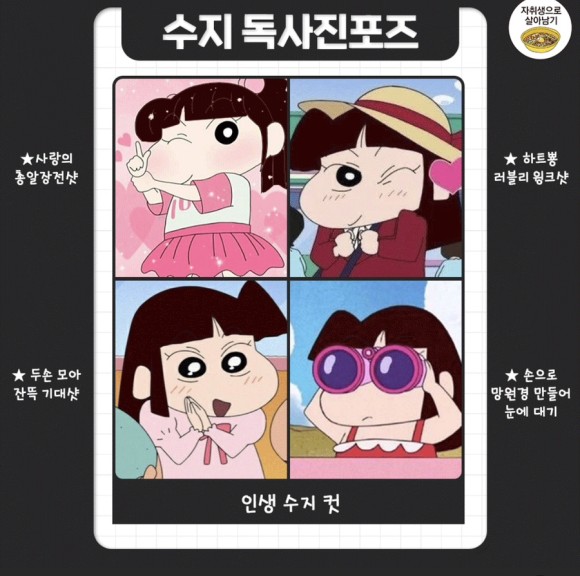 수지 독사진포즈
자취생으로
살아남기
★사랑의
총알장전샷
★ 하트뿅
러블리 윙크샷
★ 두손 모아
잔뜩 기대샷
★ 손으로
망원경 만들어
눈에 대기
인생 수지 컷